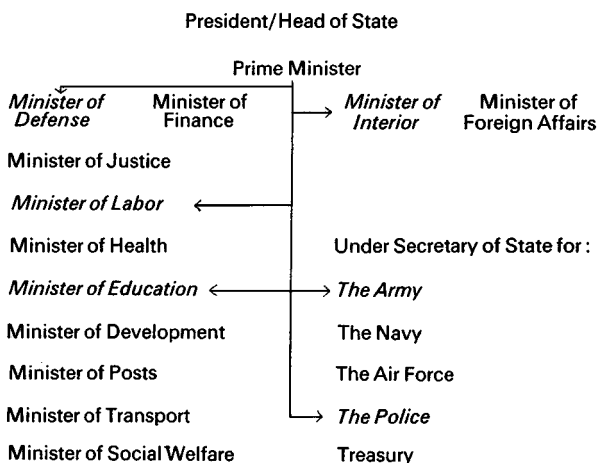 President/Head of State
Prime Minister
Minister of Defense
Minister of Finance
Minister of Interior
Minister of Foreign Affairs
Minister of Justice
Minister of Labor
Minister of Health
Under Secretary of State for:
Minister of Education
The Army
Minister of Development
The Navy
Minister of Posts
The Air Force
Minister of Transport
The Police
Minister of Social Welfare
Treasury